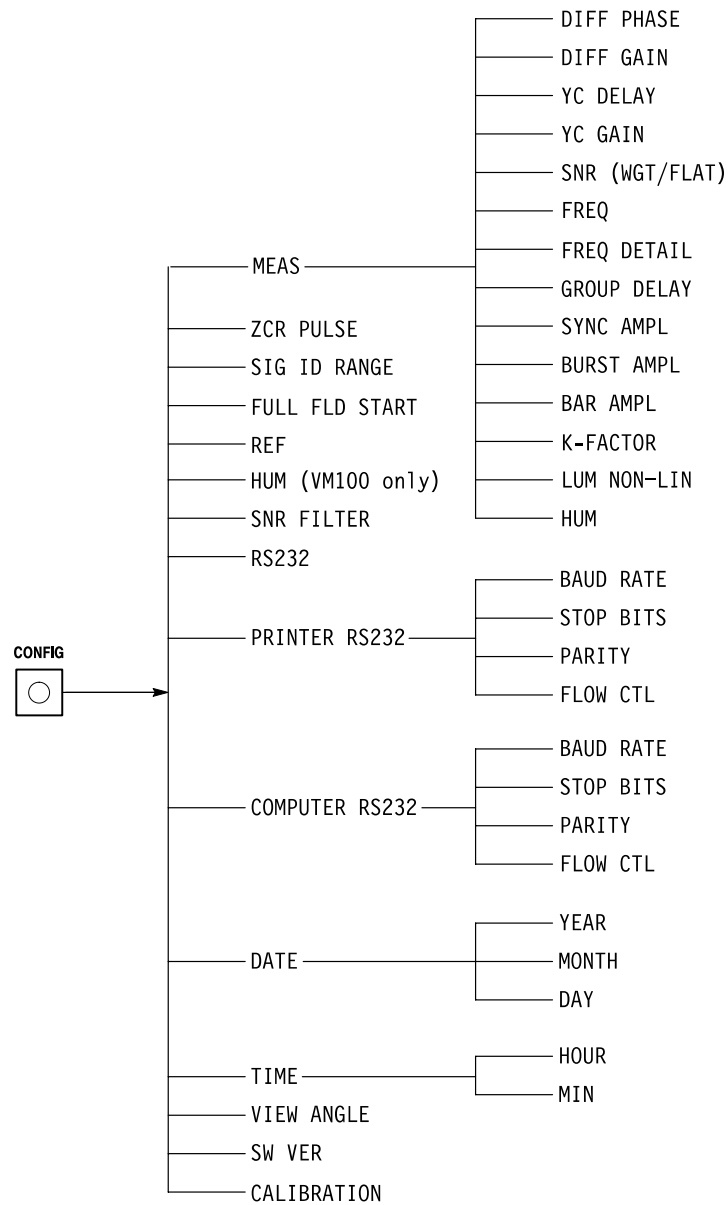 CONFIG
MEAS
DIFF PHASE
DIFF GAIN
YC DELAY
YC GAIN
SNR (WGT/FLAT)
FREQ
FREQ DETAIL
GROUP DELAY
SYNC AMPL
BURST AMPL
BAR AMPL
K-FACTOR
LUM NON-LIN
HUM
ZCR PULSE
SIG ID RANGE
FULL FLD START
REF
HUM (VM100 only)
SNR FILTER
RS232
PRINTER RS232
BAUD RATE
STOP BITS
PARITY
FLOW CTL
COMPUTER RS232
BAUD RATE
STOP BITS
PARITY
FLOW CTL
DATE
YEAR
MONTH
DAY
TIME
HOUR
MIN
VIEW ANGLE
SW VER
CALIBRATION